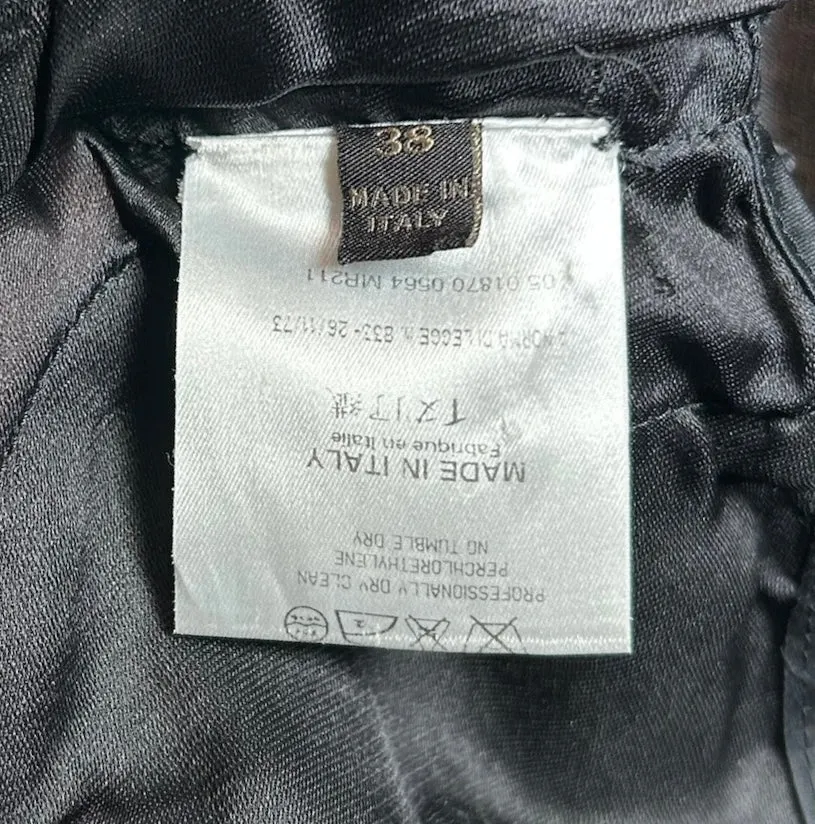 38
MADE IN
ITALY
PROFESSIONALLY DRY CLEAN
PERCHLORETHYLENE
NO TUMBLE DRY
MADE IN ITALY
Fabrique en Italie
A NORMA DI LEGGE n. 833- 26/11/73
05 01870 0564 MR211